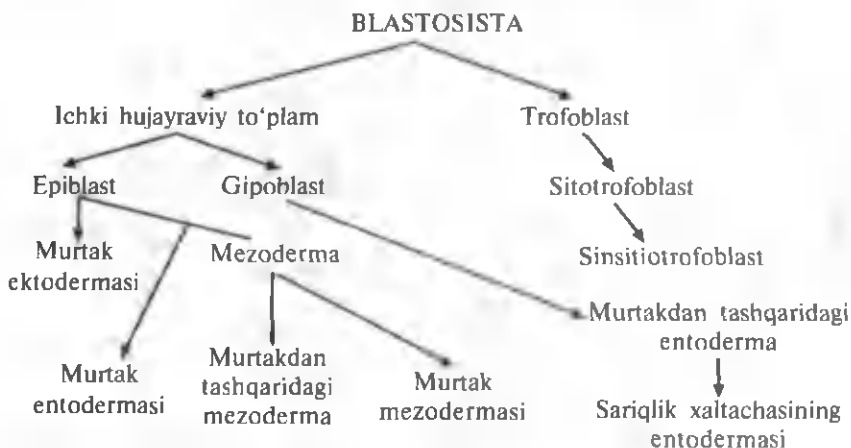 BLASTOSISTA
Ichki hujayraviy to‘plam
Trofoblast
Epiblast
Gipoblast
Sitotrofoblast
Murtak
ektodermasi
Mezoderma
Sinsitiotrofoblast
Murtakdan tashqaridagi
entoderma
Murtak
entodermasi
Murtakdan
tashqaridagi
mezoderma
Murtak
mezodermasi
Sariqlik xaltachasining
entodermasi